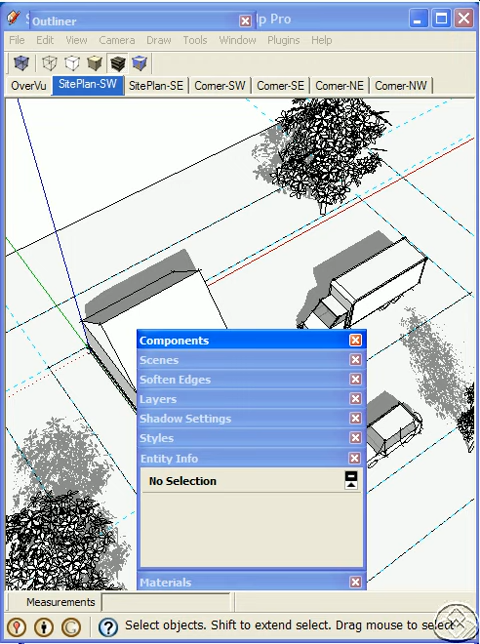 Outliner
p Pro
File Edit View Camera Draw Tools Window Plugins Help
OverVu SitePlan-SW SitePlan-SE Corner-SW Corner-SE Corner-NE Corner-NW
Components
Scenes
Soften Edges
Layers
Shadow Settings
Styles
Entity Info
No Selection
Materials
Measurements
Select objects. Shift to extend select. Drag mouse to select